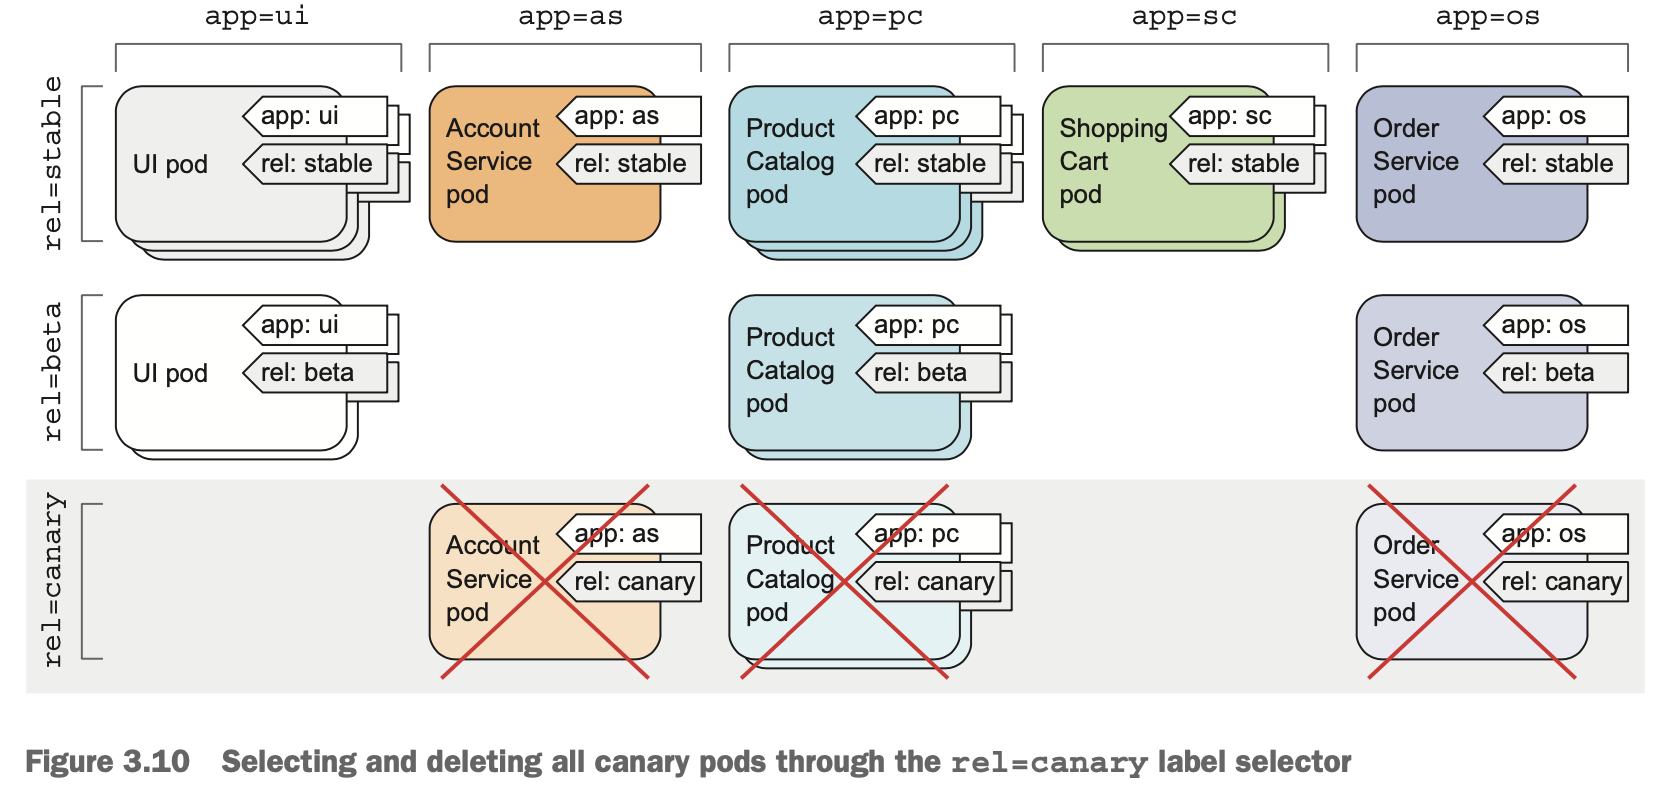 app=ui app=as app=pc app=sc app=os
rel=stable
UI pod
app: ui
rel: stable
Account
Service
pod
app: as
rel: stable
Product
Catalog
pod
app: pc
rel: stable
Shopping
Cart
pod
app: sc
rel: stable
Order
Service
pod
app: os
rel: stable
rel=beta
UI pod
app: ui
rel: beta
Product
Catalog
pod
app: pc
rel: beta
Order
Service
pod
app: os
rel: beta
rel=canary
Account
Service
pod
app: as
rel: canary
Product
Catalog
pod
app: pc
rel: canary
Order
Service
pod
app: os
rel: canary
Figure 3.10 Selecting and deleting all canary pods through the rel=canary label selector